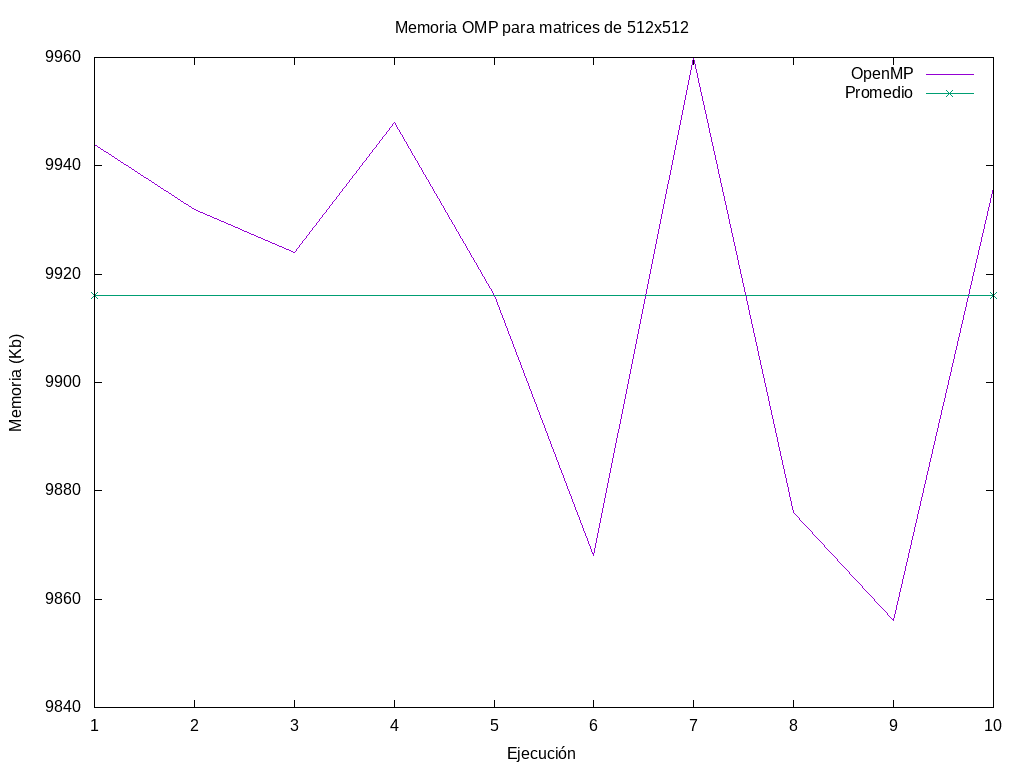 Memoria OMP para matrices de 512x512
9960
9940
9920
9900
9880
9860
9840
Memoria (Kb)
OpenMP
Promedio
1 2 3 4 5 6 7 8 9 10
Ejecución